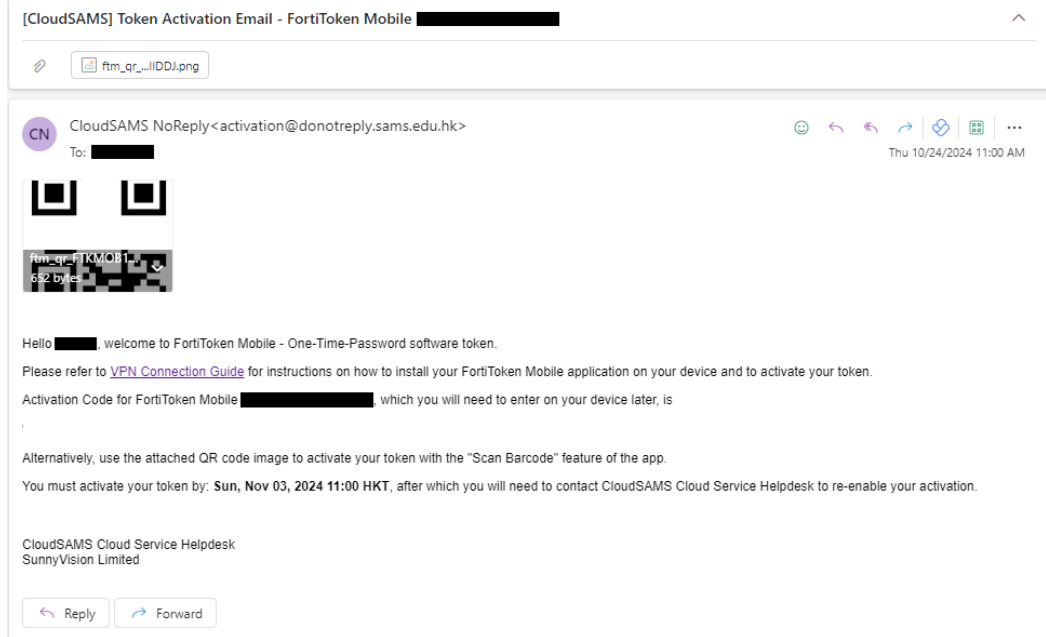 [CloudSAMS] Token Activation Email - FortiToken Mobile
ftm_qr_...IIDDJ.png
CN
CloudSAMS NoReply<activation@donotreply.sams.edu.hk>
To:
Thu 10/24/2024 11:00 AM
ftm_qr_FTKMOB1...
652 bytes
Hello , welcome to FortiToken Mobile - One-Time-Password software token.
Please refer to VPN Connection Guide for instructions on how to install your FortiToken Mobile application on your device and to activate your token.
Activation Code for FortiToken Mobile , which you will need to enter on your device later, is
Alternatively, use the attached QR code image to activate your token with the "Scan Barcode" feature of the app.
You must activate your token by: Sun, Nov 03, 2024 11:00 HKT, after which you will need to contact CloudSAMS Cloud Service Helpdesk to re-enable your activation.
CloudSAMS Cloud Service Helpdesk
SunnyVision Limited
Reply
Forward